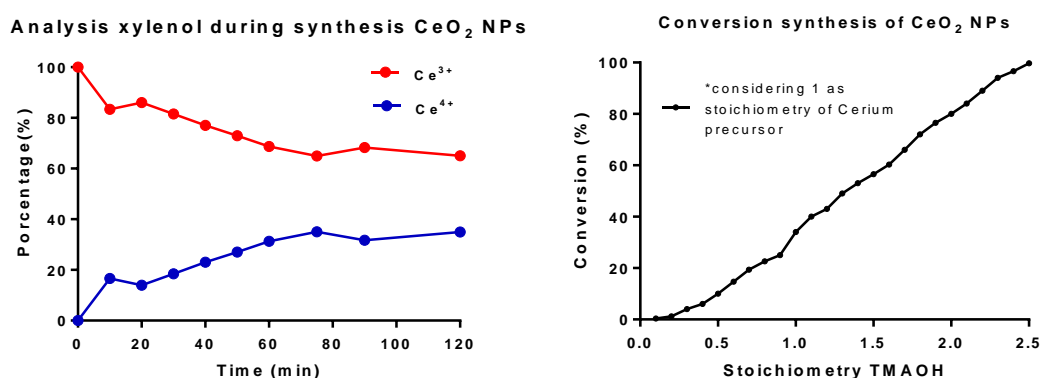 Analysis xylenol during synthesis CeO₂ NPs
Porcentage(%)
100
80
60
40
20
0
Ce³⁺
Ce⁴⁺
0 20 40 60 80 100 120
Time (min)
Conversion synthesis of CeO₂ NPs
Conversion (%)
100
80
60
40
20
0
*considering 1 as
stoichiometry of Cerium
precursor
0.0 0.5 1.0 1.5 2.0 2.5
Stoichiometry TMAOH